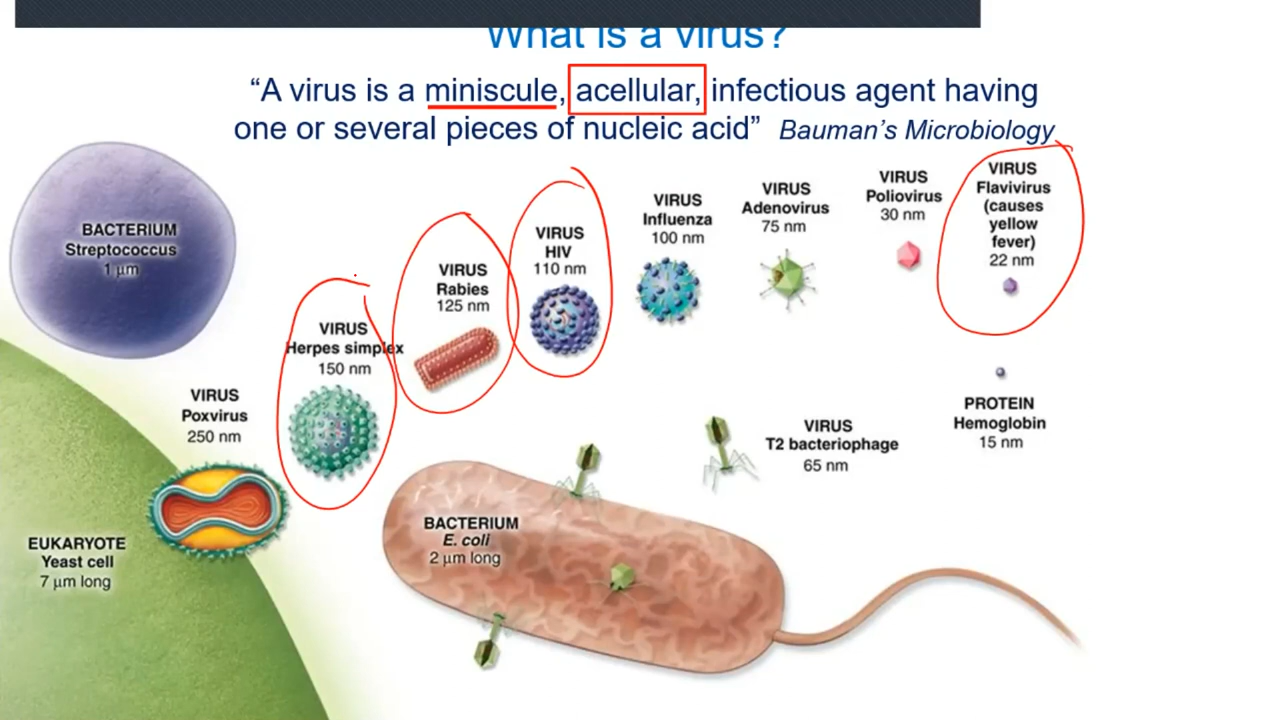 What is a virus?
“A virus is a miniscule, acellular, infectious agent having
one or several pieces of nucleic acid” Bauman’s Microbiology
BACTERIUM
Streptococcus
1 μm
EUKARYOTE
Yeast cell
7 μm long
VIRUS
Poxvirus
250 nm
VIRUS
Herpes simplex
150 nm
VIRUS
Rabies
125 nm
VIRUS
HIV
110 nm
VIRUS
Influenza
100 nm
VIRUS
Adenovirus
75 nm
VIRUS
Poliovirus
30 nm
VIRUS
Flavivirus
(causes
yellow
fever)
22 nm
BACTERIUM
E. coli
2 μm long
VIRUS
T2 bacteriophage
65 nm
PROTEIN
Hemoglobin
15 nm